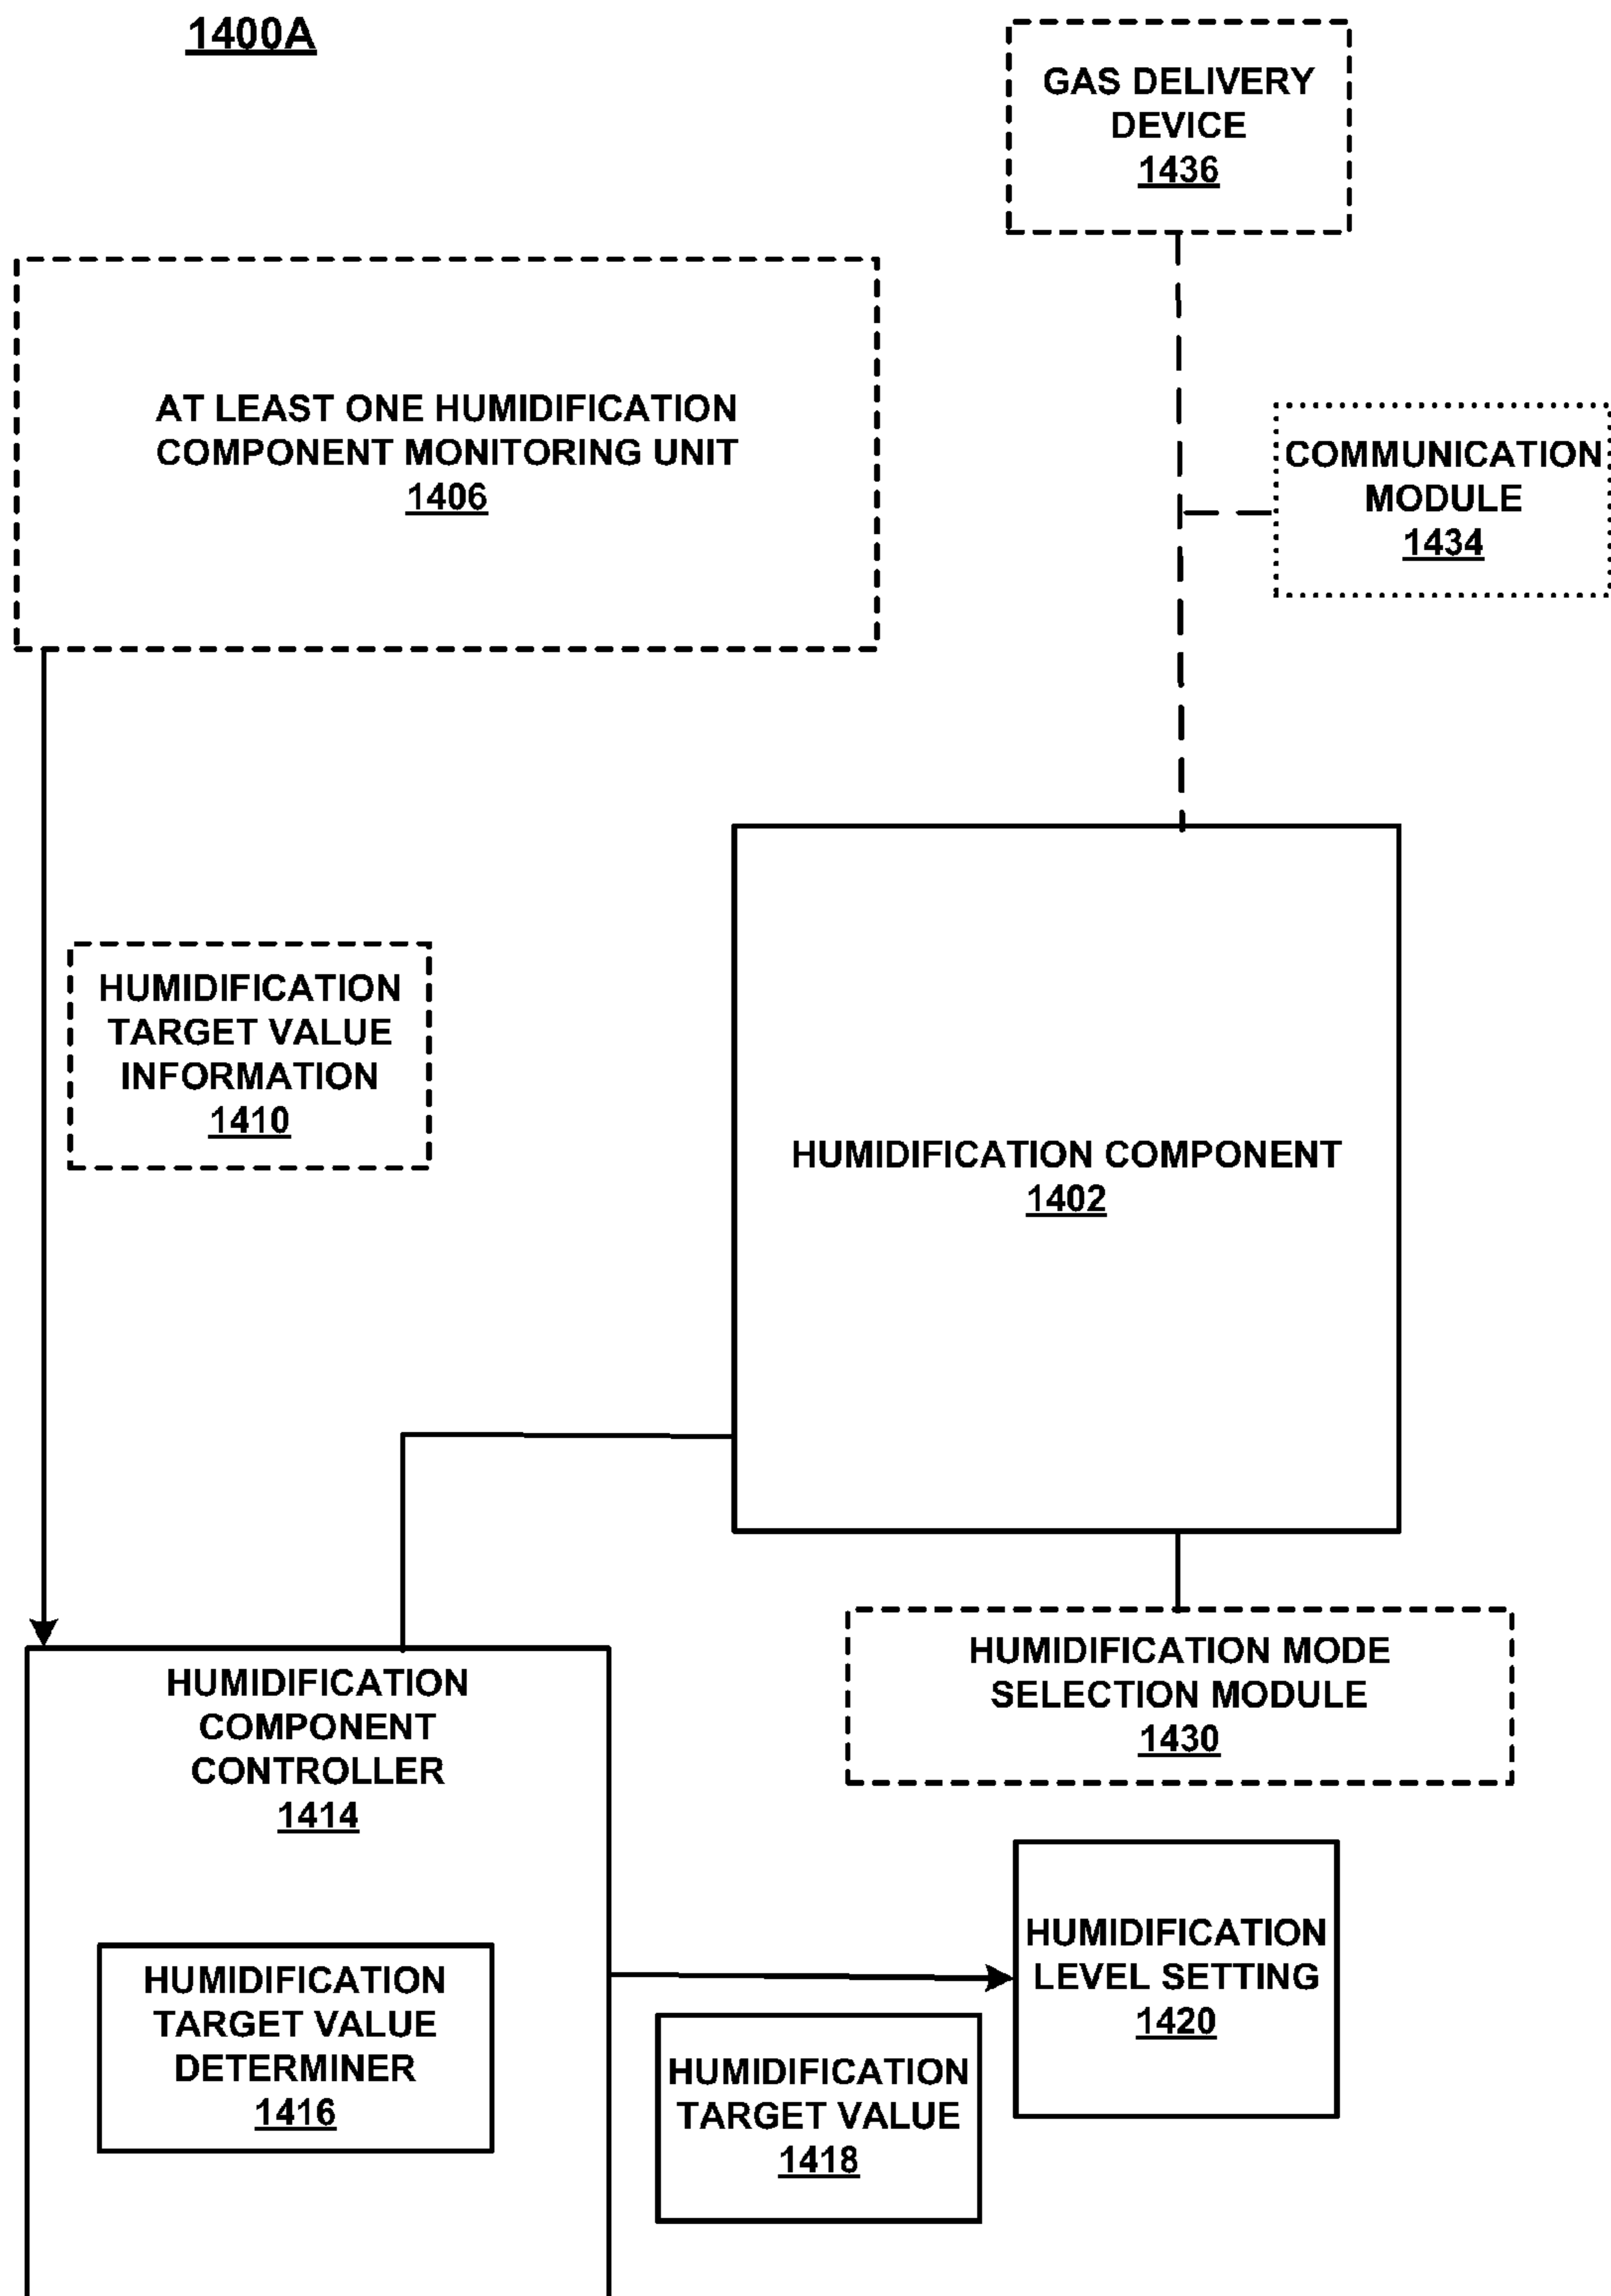 1400A
GAS DELIVERY
DEVICE
1436
AT LEAST ONE HUMIDIFICATION
COMPONENT MONITORING UNIT
1406
COMMUNICATION
MODULE
1434
HUMIDIFICATION
TARGET VALUE
INFORMATION
1410
HUMIDIFICATION COMPONENT
1402
HUMIDIFICATION COMPONENT
CONTROLLER
1414
HUMIDIFICATION MODE
SELECTION MODULE
1430
HUMIDIFICATION
TARGET VALUE
DETERMINER
1416
HUMIDIFICATION
LEVEL SETTING
1420
HUMIDIFICATION
TARGET VALUE
1418